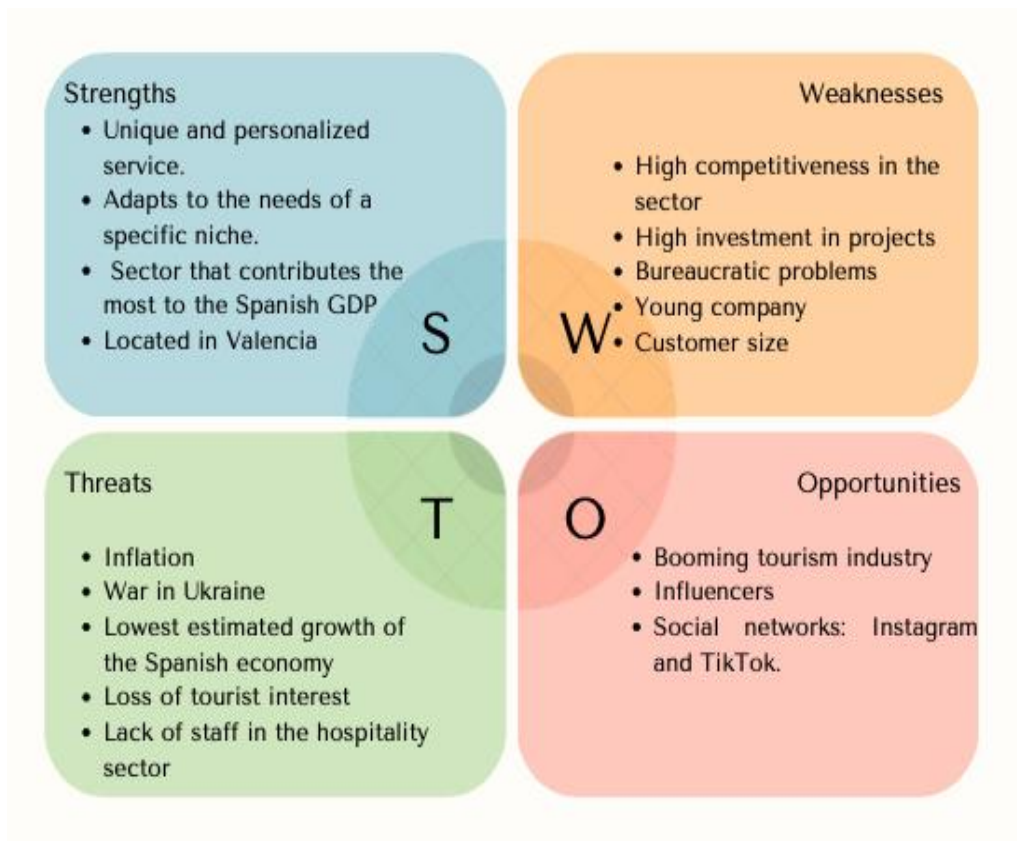 Strengths
• Unique and personalized
service.
• Adapts to the needs of a
specific niche.
• Sector that contributes the
most to the Spanish GDP
• Located in Valencia
S
Weaknesses
• High competitiveness in the
sector
• High investment in projects
• Bureaucratic problems
• Young company
• Customer size
W
Threats
T
• Inflation
• War in Ukraine
• Lowest estimated growth of
the Spanish economy
• Loss of tourist interest
• Lack of staff in the hospitality
sector
Opportunities
O
• Booming tourism industry
• Influencers
• Social networks: Instagram
and TikTok.